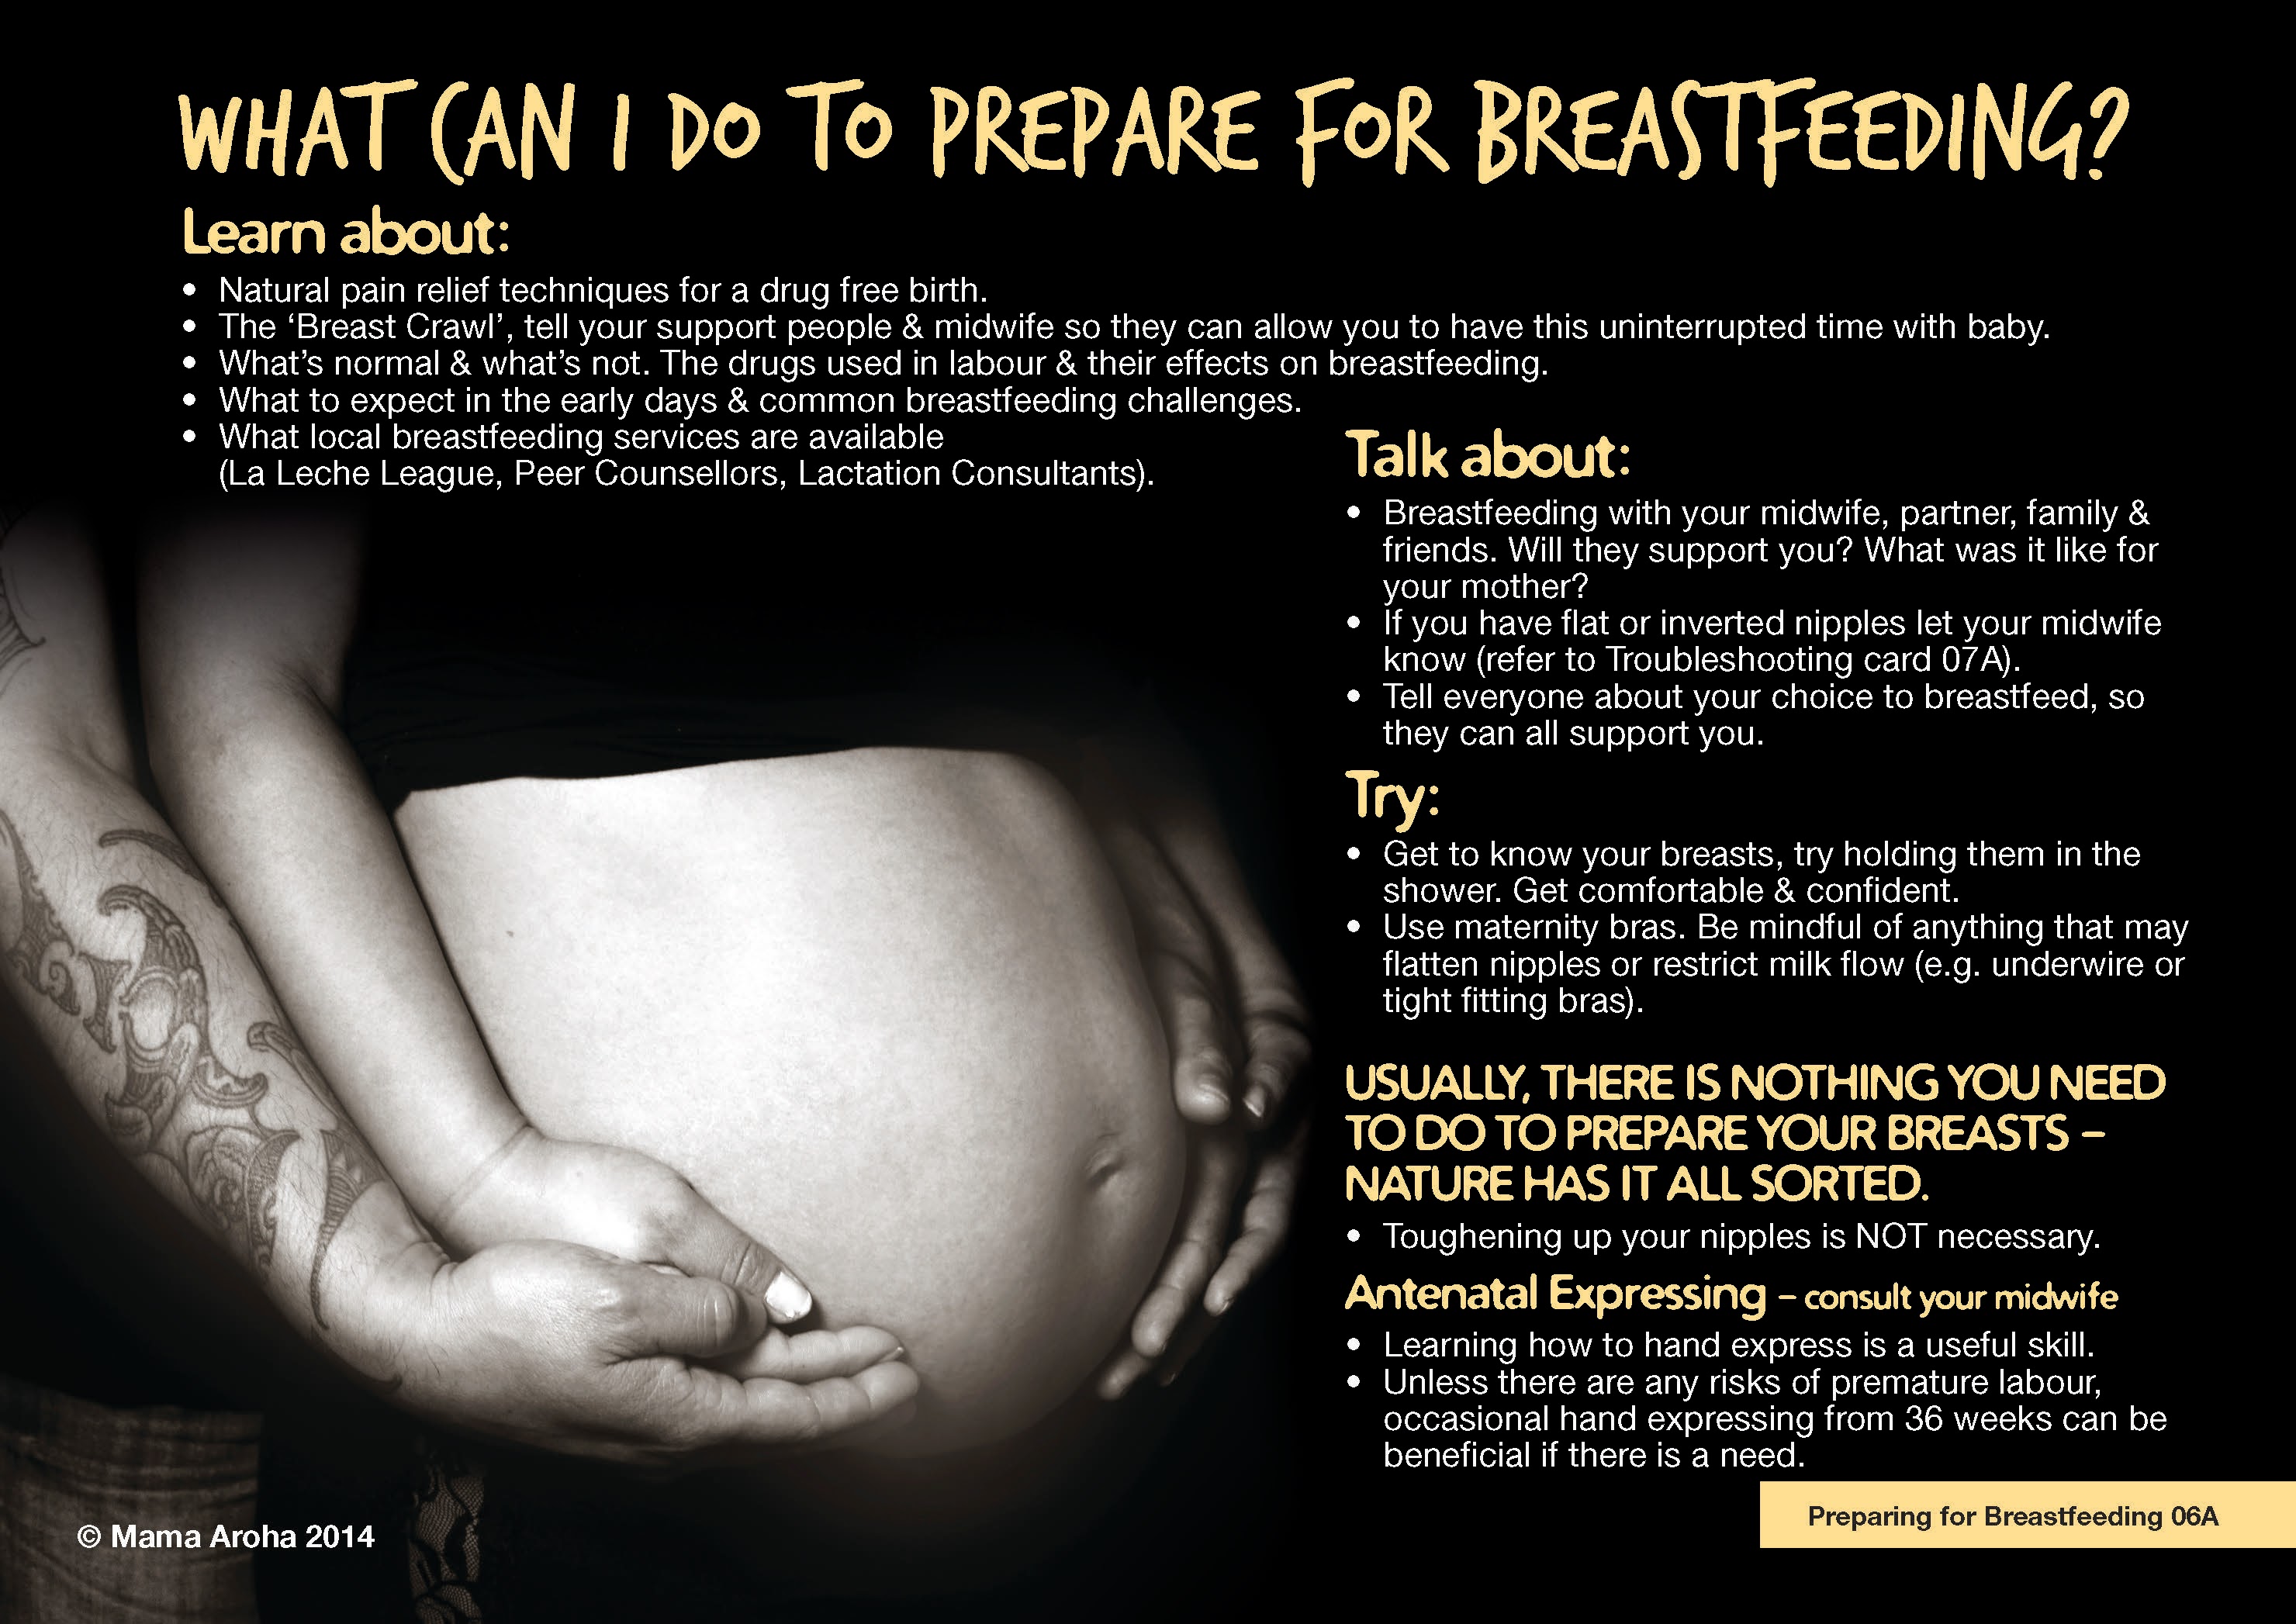 WHAT CAN I DO TO PREPARE FOR BREASTFEEDING?
Learn about:
• Natural pain relief techniques for a drug free birth.
• The ‘Breast Crawl’, tell your support people & midwife so they can allow you to have this uninterrupted time with baby.
• What’s normal & what’s not. The drugs used in labour & their effects on breastfeeding.
• What to expect in the early days & common breastfeeding challenges.
• What local breastfeeding services are available
(La Leche League, Peer Counsellors, Lactation Consultants).
Talk about:
• Breastfeeding with your midwife, partner, family &
friends. Will they support you? What was it like for
your mother?
• If you have flat or inverted nipples let your midwife
know (refer to Troubleshooting card 07A).
• Tell everyone about your choice to breastfeed, so
they can all support you.
Try:
• Get to know your breasts, try holding them in the
shower. Get comfortable & confident.
• Use maternity bras. Be mindful of anything that may
flatten nipples or restrict milk flow (e.g. underwire or
tight fitting bras).
USUALLY, THERE IS NOTHING YOU NEED
TO DO TO PREPARE YOUR BREASTS –
NATURE HAS IT ALL SORTED.
• Toughening up your nipples is NOT necessary.
Antenatal Expressing – consult your midwife
• Learning how to hand express is a useful skill.
• Unless there are any risks of premature labour,
occasional hand expressing from 36 weeks can be
beneficial if there is a need.
Preparing for Breastfeeding 06A
© Mama Aroha 2014